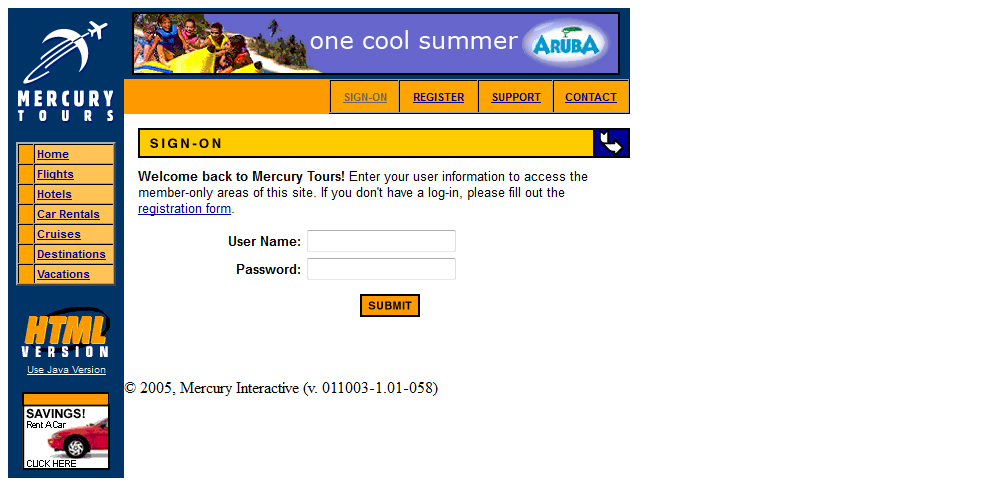 one cool summer
ARUBA
MERCURY
TOURS
SIGN-ON
REGISTER
SUPPORT
CONTACT
SIGN-ON
Home
Flights
Hotels
Car Rentals
Cruises
Destinations
Vacations
Welcome back to Mercury Tours! Enter your user information to access the
member-only areas of this site. If you don't have a log-in, please fill out the
registration form.
User Name:
Password:
SUBMIT
HTML
VERSION
Use Java Version
© 2005, Mercury Interactive (v. 011003-1.01-058)
SAVINGS!
Rent A Car
CLICK HERE